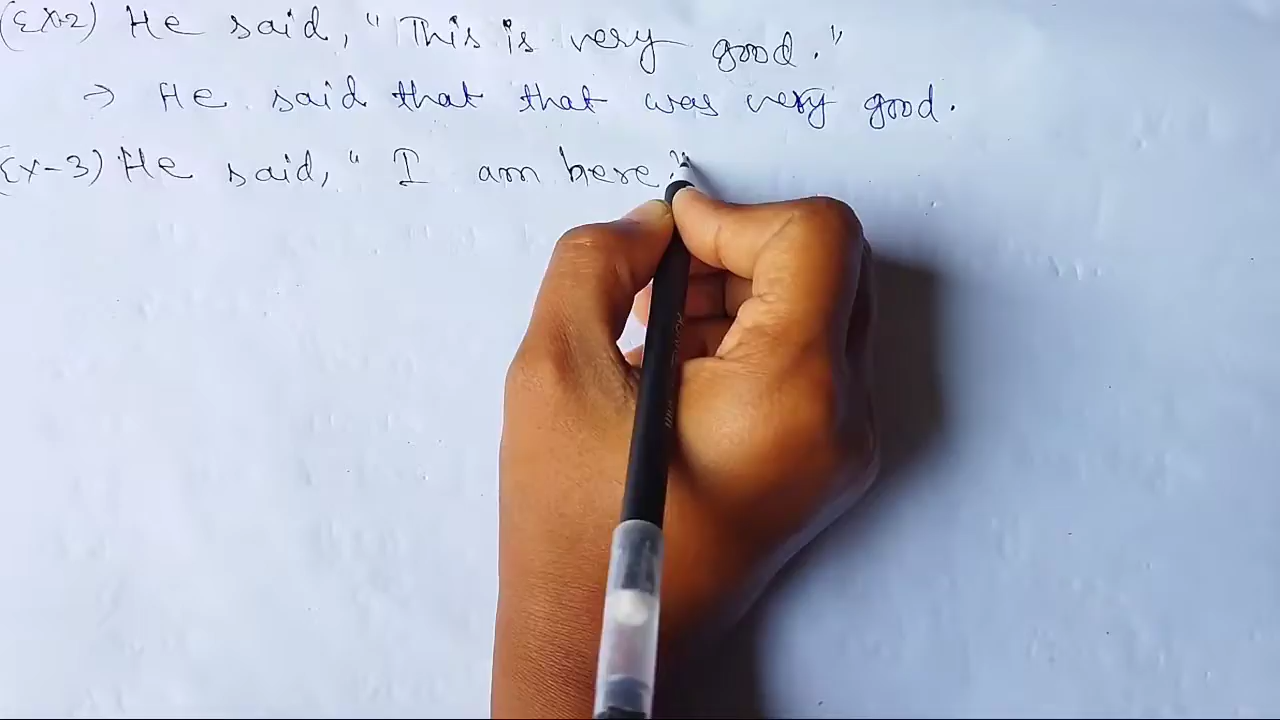 (Ex-2) He said, "This is very good."
→ He said that that was very good.
(Ex-3) He said, "I am here."